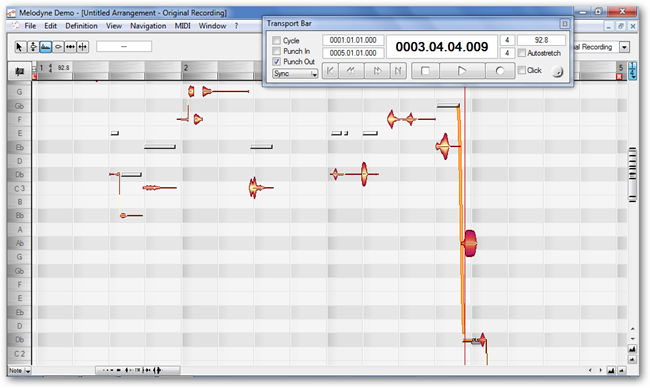 Melodyne Demo - [Untitled Arrangement - Original Recording]
File Edit Definition View Navigation MIDI Window ?
Transport Bar
Cycle 0001.01.01.000 0003.04.04.009 4 92.8
Punch In 0005.01.01.000 4 Autostretch
Punch Out
Sync Click
al Recording
1 4 4 92.8 2 5 1/4
G
Gb
F
E
Eb
D
Db
C 3
B
Bb
A
Ab
G
Gb
F
E
Eb
D
Db
C 2
Note